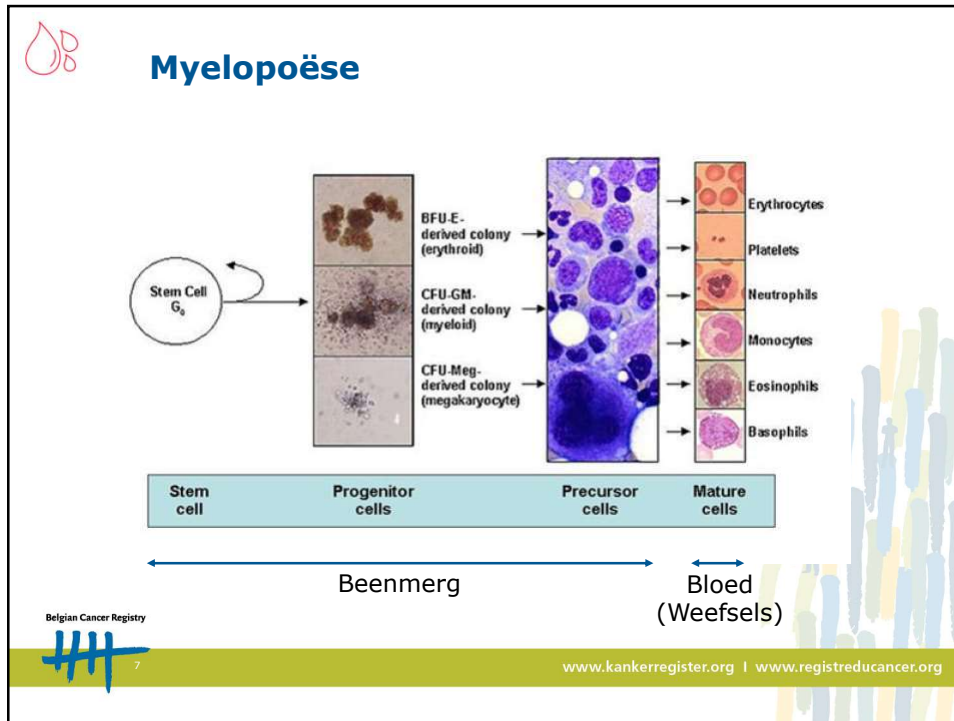 Myelopoëse
Stem Cell
G0
BFU-E-
derived colony
(erythroid)
CFU-GM-
derived colony
(myeloid)
CFU-Meg-
derived colony
(megakaryocyte)
Erythrocytes
Platelets
Neutrophils
Monocytes
Eosinophils
Basophils
Stem
cell
Progenitor
cells
Precursor
cells
Mature
cells
Beenmerg
Bloed
(Weefsels)
Belgian Cancer Registry
7
www.kankerregister.org I www.registreducancer.org